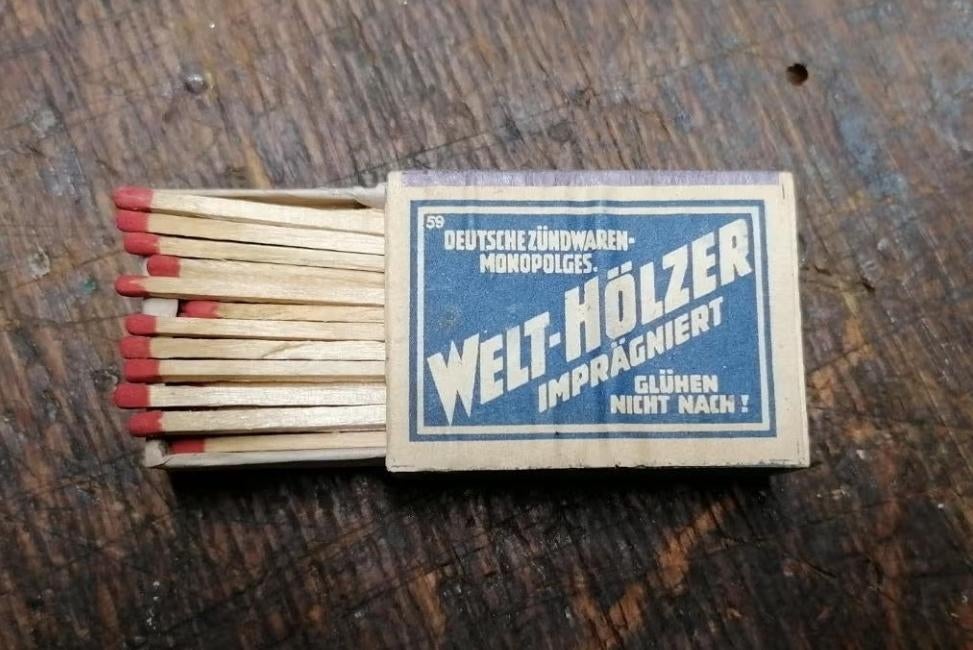 59
DEUTSCHE ZÜNDWAREN-
MONOPOLGES.
WELT-HÖLZER
IMPRÄGNIERT
GLÜHEN
NICHT NACH!